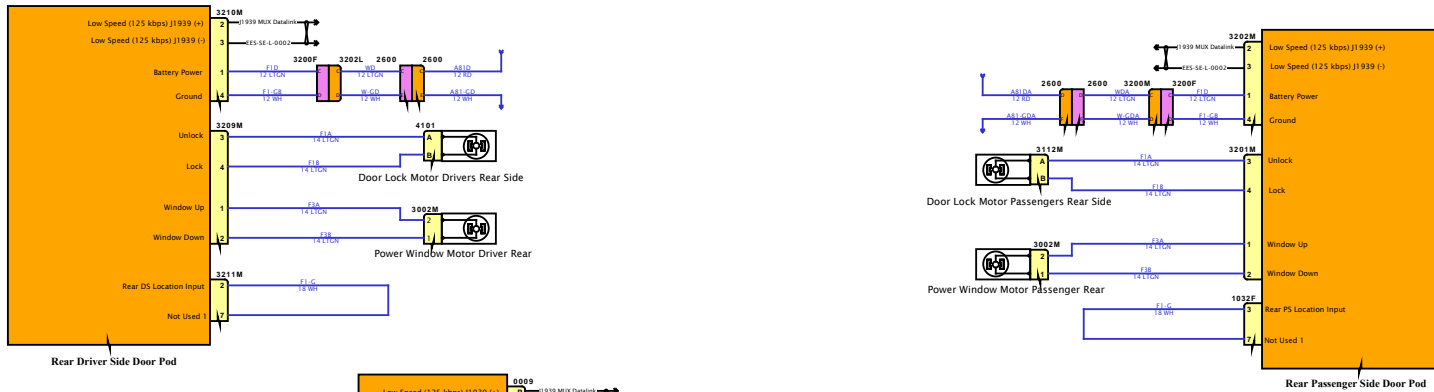 3210M
Low Speed (125 kbps) J1939 (+)
2
J1939 MUX Datalink
Low Speed (125 kbps) J1939 (-)
3
EES-SE-L-0002
3200F
3202L
2600
2600
Battery Power
1
F1D
12 LTGN
C
C
WD
12 LTGN
A81D
12 RD
Ground
4
F1-GB
12 WH
D
D
W-GD
12 WH
A81-GD
12 WH
3209M
Unlock
3
F1A
14 LTGN
4101
A
B
Lock
4
F1B
14 LTGN
Door Lock Motor Drivers Rear Side
Window Up
1
F3A
14 LTGN
3002M
2
1
Window Down
2
F3B
14 LTGN
Power Window Motor Driver Rear
3211M
Rear DS Location Input
2
F1-G
18 WH
Not Used 1
7
Rear Driver Side Door Pod
0009
Low Speed (125 kbps) J1939 (+)
J1939 MUX Datalink
3202M
J1939 MUX Datalink
2
Low Speed (125 kbps) J1939 (+)
EES-SE-L-0002
3
Low Speed (125 kbps) J1939 (-)
2600
2600
3200M
3200F
A81DA
12 RD
WDA
12 LTGN
C
C
F1D
12 LTGN
1
Battery Power
A81-GDA
12 WH
W-GDA
12 WH
D
D
F1-GB
12 WH
4
Ground
3112M
A
B
F1A
14 LTGN
3201M
3
Unlock
F1B
14 LTGN
4
Lock
Door Lock Motor Passengers Rear Side
3002M
2
1
F3A
14 LTGN
1
Window Up
F3B
14 LTGN
2
Window Down
Power Window Motor Passenger Rear
1032F
F1-G
18 WH
3
Rear PS Location Input
7
Not Used 1
Rear Passenger Side Door Pod